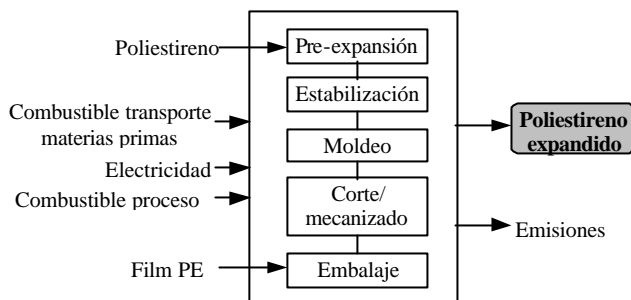 Poliestireno
Combustible transporte
materias primas
Electricidad
Combustible proceso
Film PE
Pre-expansión
Estabilización
Moldeo
Corte/
mecanizado
Embalaje
Poliestireno
expandido
Emisiones